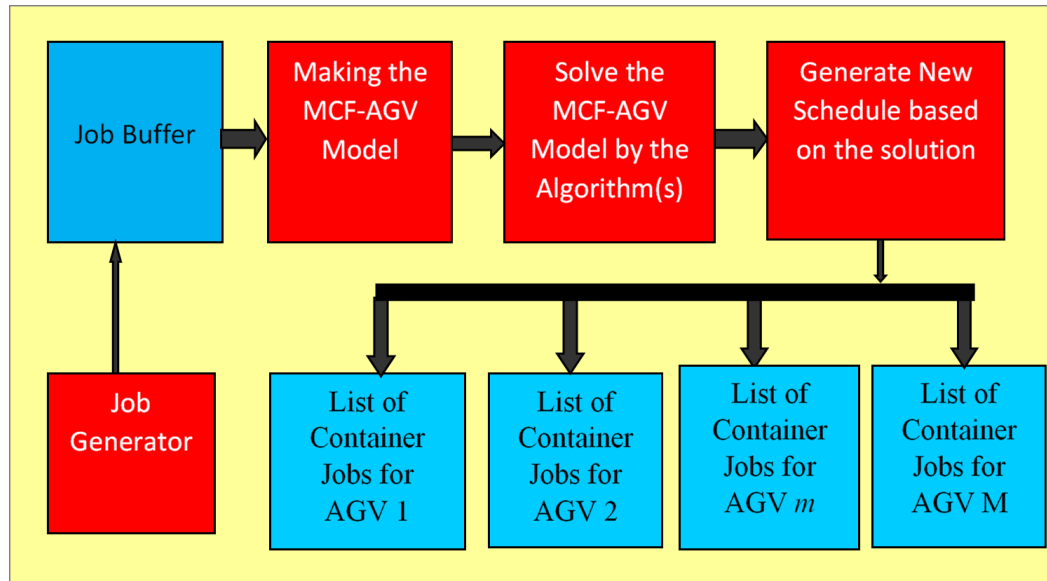 Job Buffer
Making the
MCF-AGV
Model
Solve the
MCF-AGV
Model by the
Algorithm(s)
Generate New
Schedule based
on the solution
Job
Generator
List of
Container
Jobs for
AGV 1
List of
Container
Jobs for
AGV 2
List of
Container
Jobs for
AGV m
List of
Container
Jobs for
AGV M